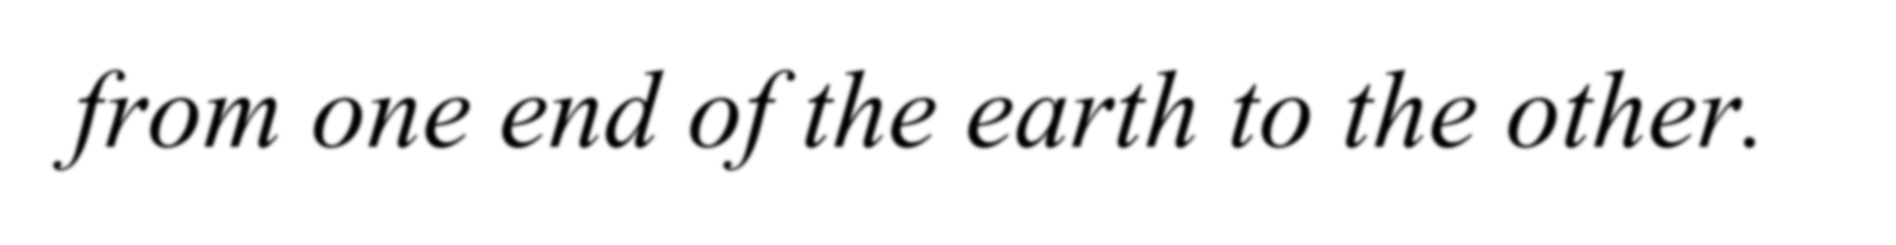 from one end of the earth to the other.